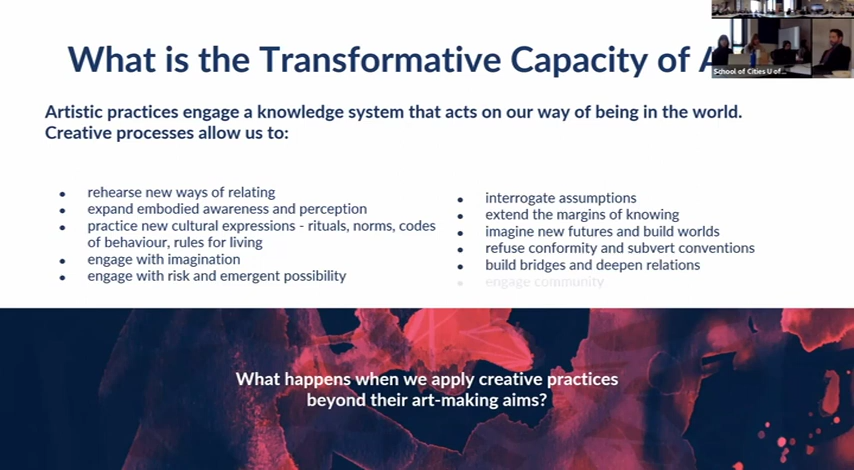 What is the Transformative Capacity of
School of Cities U of...
Artistic practices engage a knowledge system that acts on our way of being in the world.
Creative processes allow us to:
• rehearse new ways of relating
• expand embodied awareness and perception
• practice new cultural expressions - rituals, norms, codes
of behaviour, rules for living
• engage with imagination
• engage with risk and emergent possibility
• interrogate assumptions
• extend the margins of knowing
• imagine new futures and build worlds
• refuse conformity and subvert conventions
• build bridges and deepen relations
• engage community
What happens when we apply creative practices
beyond their art-making aims?